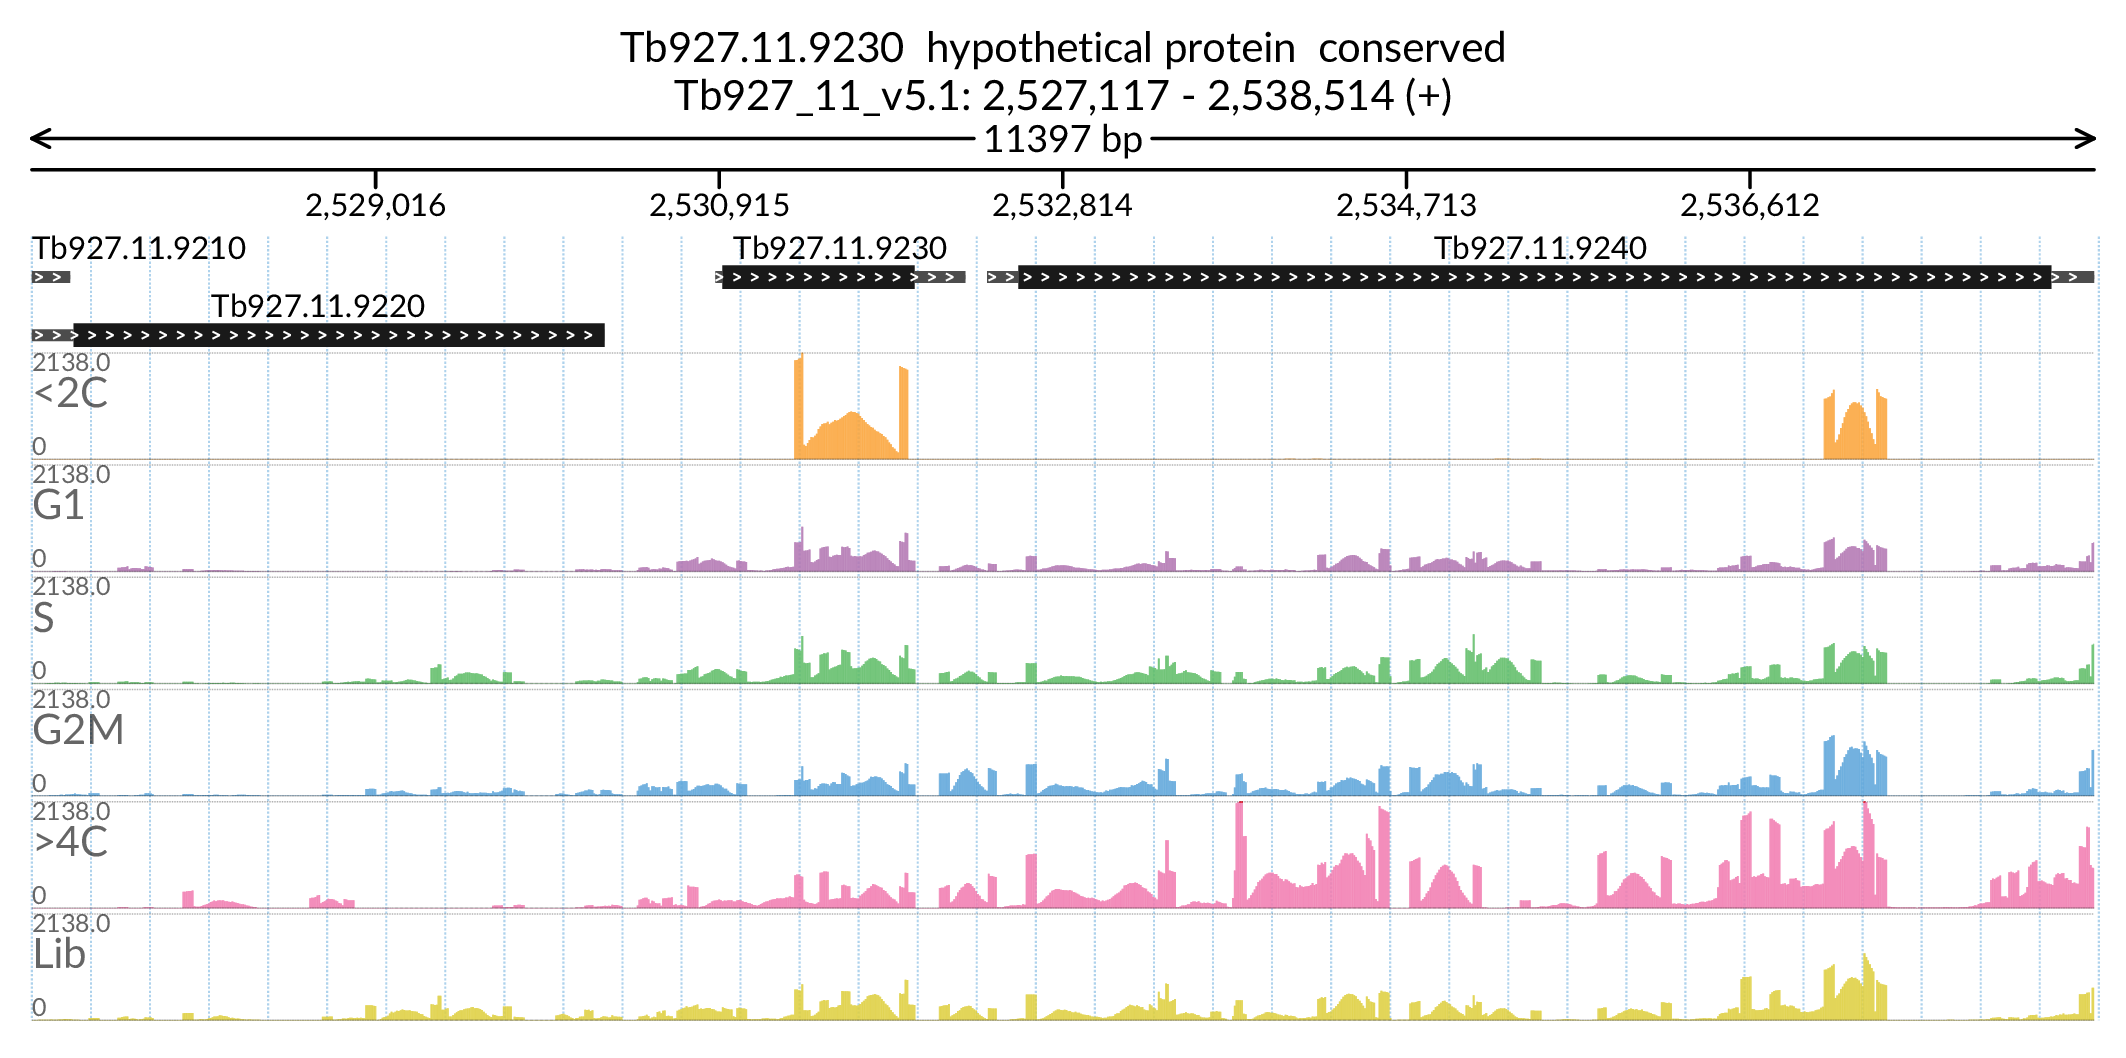 Tb927.11.9230 hypothetical protein conserved
Tb927_11_v5.1: 2,527,117 - 2,538,514 (+)
11397 bp
2,529,016 2,530,915 2,532,814 2,534,713 2,536,612
Tb927.11.9210 Tb927.11.9230 Tb927.11.9240
Tb927.11.9220
2138.0
<2C
0
2138.0
G1
0
2138.0
S
0
2138.0
G2M
0
2138.0
>4C
0
2138.0
Lib
0